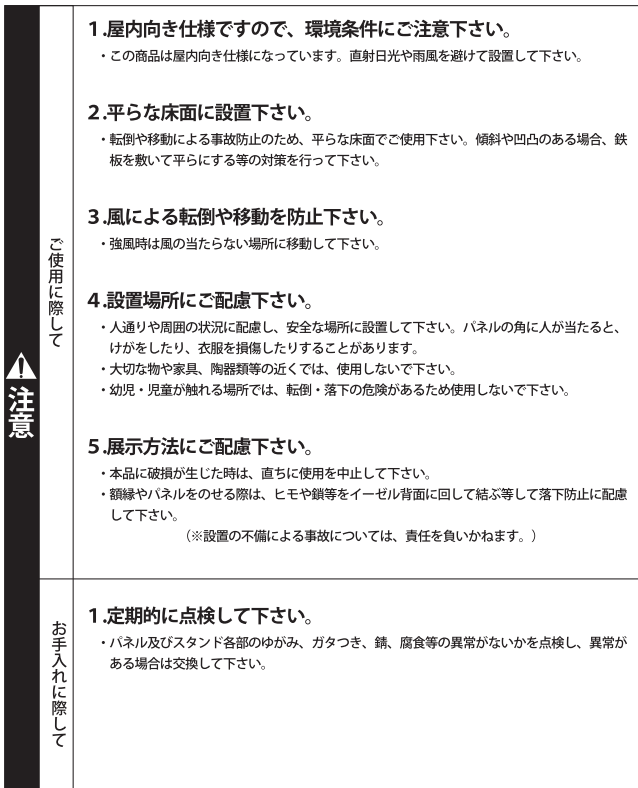 注意
ご使用に際して
1.屋内向き仕様ですので、環境条件にご注意下さい。
・この商品は屋内向き仕様になっています。直射日光や雨風を避けて設置して下さい。
2.平らな床面に設置下さい。
・転倒や移動による事故防止のため、平らな床面でご使用下さい。傾斜や凹凸のある場合、鉄
板を敷いて平らにする等の対策を行って下さい。
3.風による転倒や移動を防止下さい。
・強風時は風の当たらない場所に移動して下さい。
4.設置場所にご配慮下さい。
・人通りや周囲の状況に配慮し、安全な場所に設置して下さい。パネルの角に人が当たると、
けがをしたり、衣服を損傷したりすることがあります。
・大切な物や家具、陶器類等の近くでは、使用しないで下さい。
・幼児・児童が触れる場所では、転倒・落下の危険があるため使用しないで下さい。
5.展示方法にご配慮下さい。
・本品に破損が生じた時は、直ちに使用を中止して下さい。
・額縁やパネルをのせる際は、ヒモや鎖等をイーゼル背面に回して結ぶ等して落下防止に配慮
して下さい。
（※設置の不備による事故については、責任を負いかねます。）
お手入れに際して
1.定期的に点検して下さい。
・パネル及びスタンド各部のゆがみ、ガタつき、錆、腐食等の異常がないかを点検し、異常が
ある場合は交換して下さい。